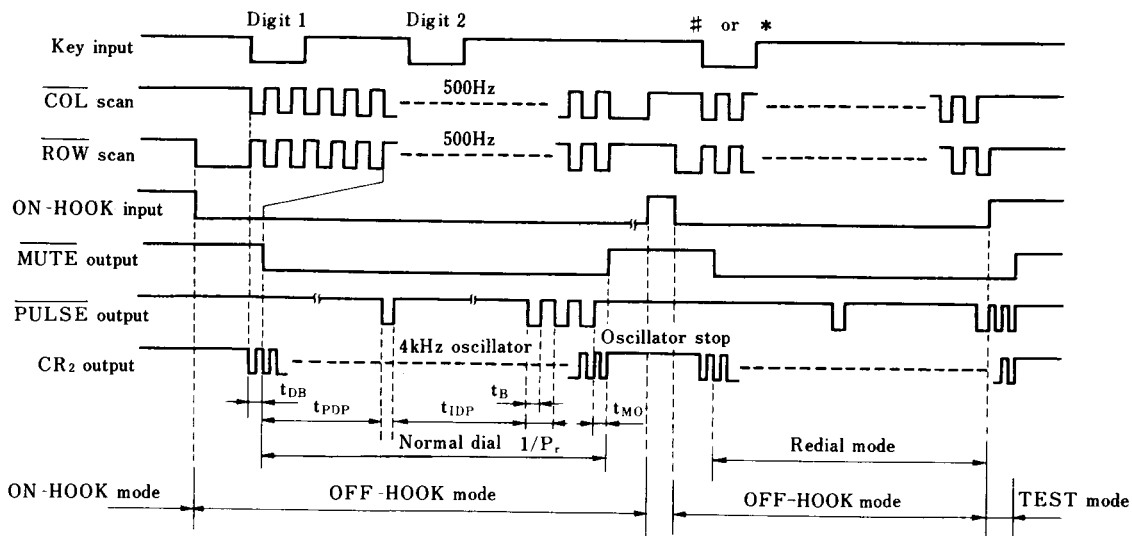 Digit 1 Digit 2 # or *
Key input
COL scan 500Hz
ROW scan 500Hz
ON-HOOK input
MUTE output
PULSE output
Oscillator stop
CR₂ output 4kHz oscillator
tDB tB
tPDP tIDP tMO
Normal dial 1/Pr Redial mode
ON-HOOK mode OFF-HOOK mode OFF-HOOK mode TEST mode